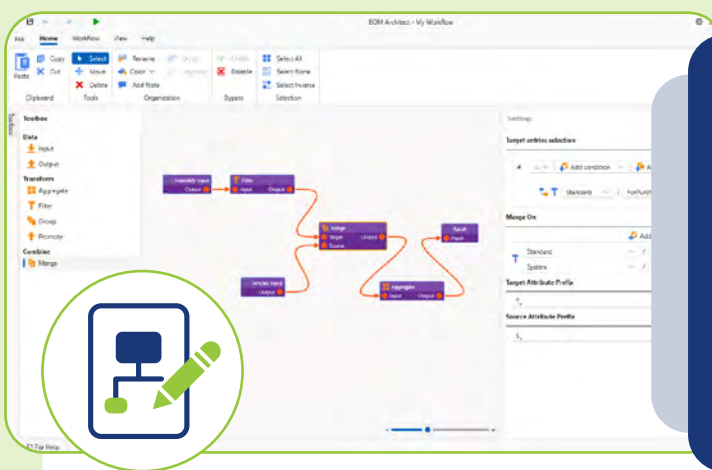 BOM Architect - My Workflow
File Home Workflow View Help
Paste
Copy
Cut
Select
Move
Delete
Rename
Color
Add Note
Group
Enable
Disable
Select All
Select None
Select Inverse
Clipboard Tools Organization Bypass Selection
Toolbox
Toolbox
Data
Input
Output
Transform
Aggregate
Filter
Group
Promote
Combine
Merge
Assembly Input
Output
Filter
Input Output
Merge
Target Output
Source
Output
Aggregate
Input Output
Result
Input
Settings
Target entries selection
Add condition
Standard /
Merge On
Standard /
System /
Target Attribute Prefix
T_
Source Attribute Prefix
S_
F1 For Help